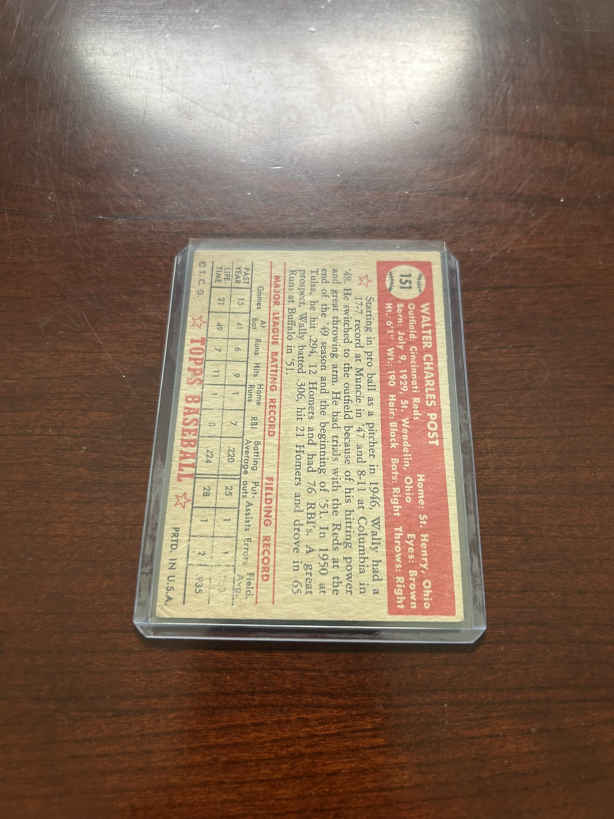 151
WALTER CHARLES POST
Outfield: Cincinnati Reds Home: St. Henry, Ohio
Born: July 9, 1929, St. Wendelin, Ohio Eyes: Brown
Ht.: 6'1" Wt.: 190 Hair: Black Bats: Right Throws: Right
Starting in pro ball as a pitcher in 1946, Wally had a
17-7 record at Muncie in '47 and 8-11 at Columbia in
'48. He switched to the outfield because of his hitting power
and great throwing arm. He had trials with the Reds at the
end of the '49 season and the beginning of '51. In 1950 at
Tulsa, he hit .294, 12 Homers and had 76 RBI's. A great
prospect, Wally batted .306, hit 21 Homers and drove in 65
Runs at Buffalo in '51.
MAJOR LEAGUE BATTING RECORD FIELDING RECORD
Games At Bat Runs Hits Home Runs RBI Batting Average Put-outs Assists Errors Field. Avg.
PAST YEAR 15 41 6 9 1 7 .220 25 1 1
LIFE TIME 21 49 7 11 1 0 .224 28 1 2 .935
© T.C.G. TOPPS BASEBALL PRTD. IN U.S.A.